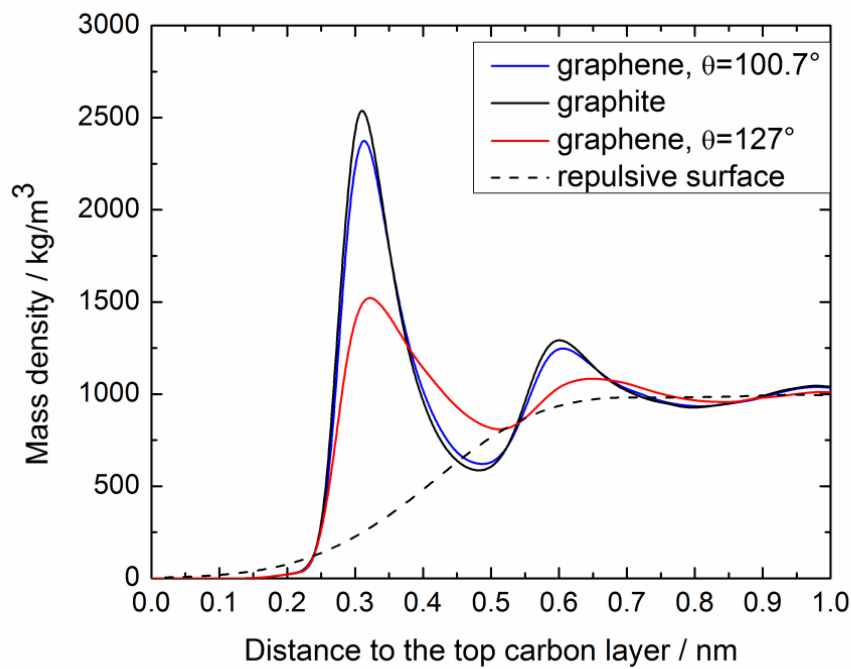 3000
2500
2000
1500
1000
500
0
Mass density / kg/m³
graphene, θ=100.7°
graphite
graphene, θ=127°
repulsive surface
0.0 0.1 0.2 0.3 0.4 0.5 0.6 0.7 0.8 0.9 1.0
Distance to the top carbon layer / nm